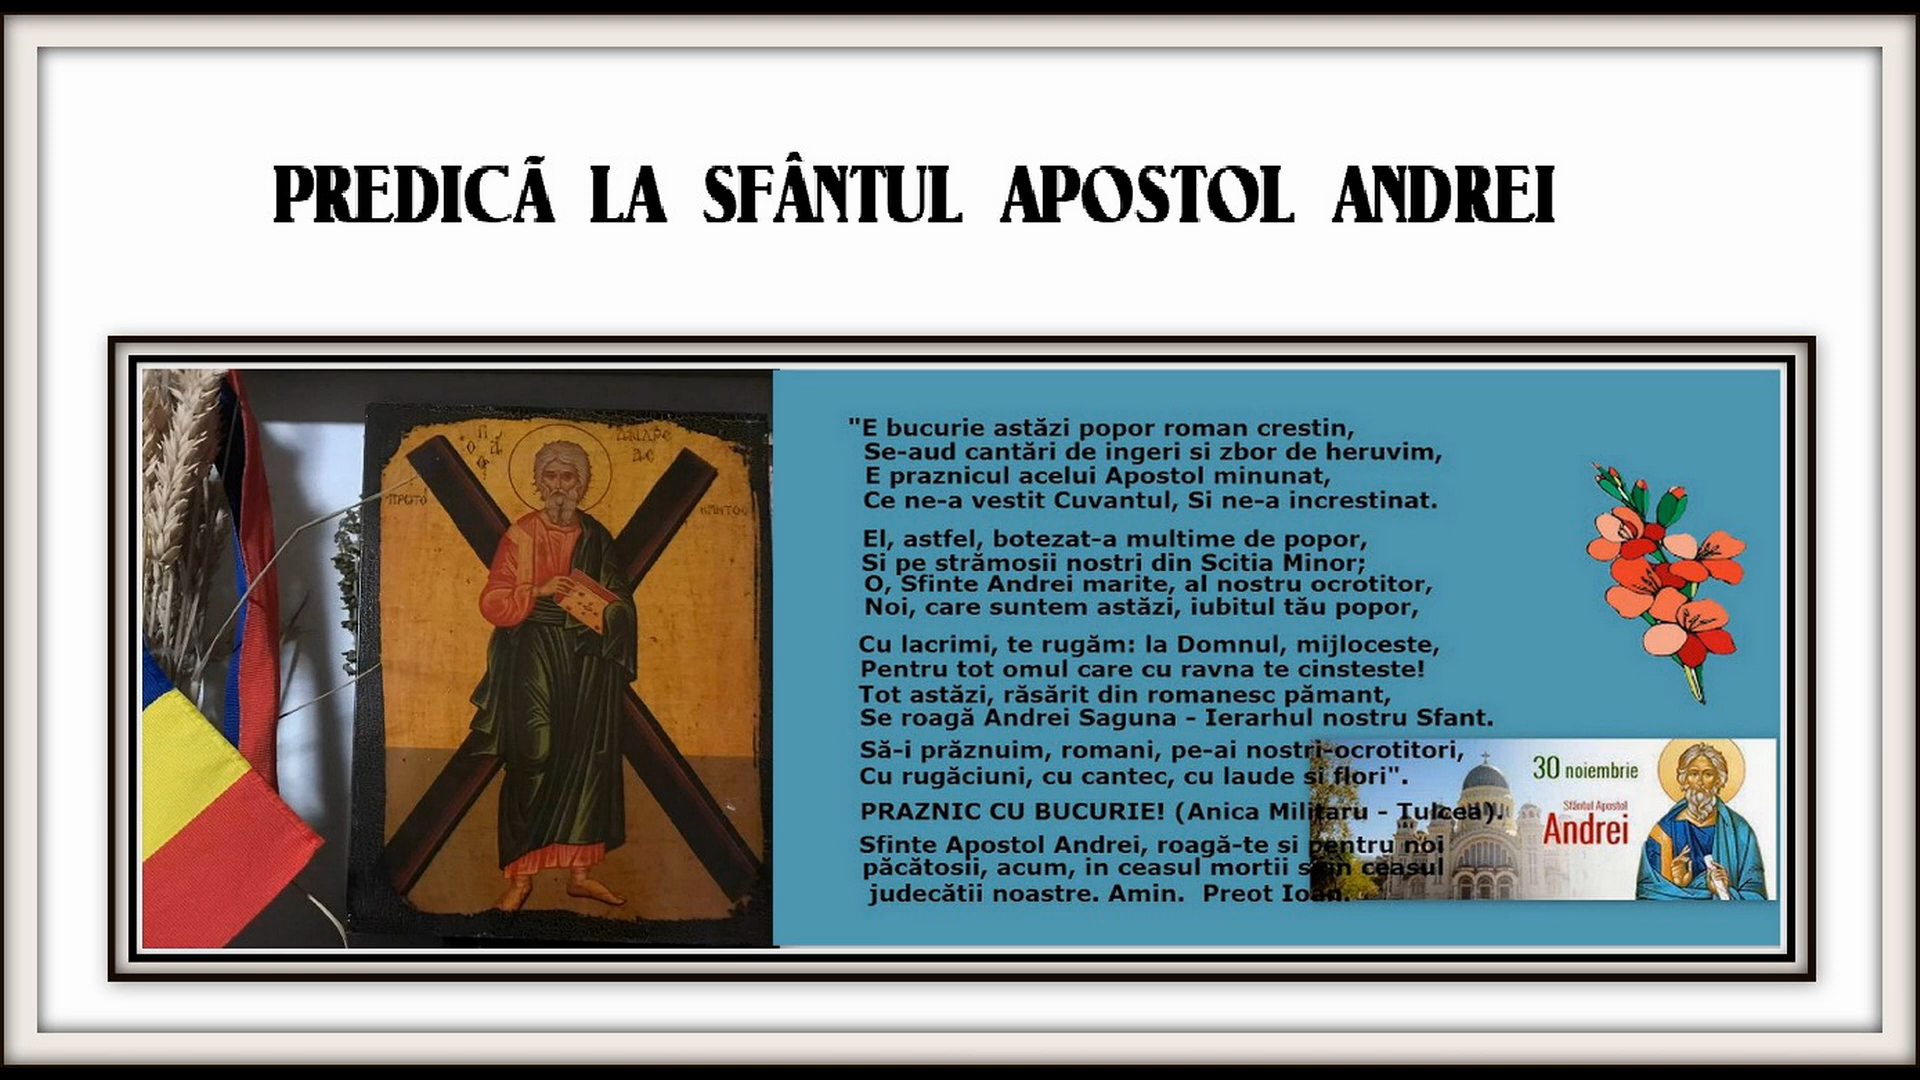 PREDICÃ LA SFÂNTUL APOSTOL ANDREI
"E bucurie astăzi popor roman crestin,
Se-aud cantări de ingeri si zbor de heruvim,
E praznicul acelui Apostol minunat,
Ce ne-a vestit Cuvantul, Si ne-a increstinat.
El, astfel, botezat-a multime de popor,
Si pe strămosii nostri din Scitia Minor;
O, Sfinte Andrei marite, al nostru ocrotitor,
Noi, care suntem astăzi, iubitul tău popor,
Cu lacrimi, te rugăm: la Domnul, mijloceste,
Pentru tot omul care cu ravna te cinsteste!
Tot astăzi, răsărit din romanesc pămant,
Se roagă Andrei Saguna - Ierarhul nostru Sfant.
Să-i prăznuim, romani, pe-ai nostri ocrotitori,
Cu rugăciuni, cu cantec, cu laude si flori".
PRAZNIC CU BUCURIE! (Anica Militaru - Tulcea).
Sfinte Apostol Andrei, roagă-te si pentru noi
păcătosii, acum, in ceasul mortii si in ceasul
judecătii noastre. Amin. Preot Ioan.
30 noiembrie
Sfântul Apostol
Andrei
ΠΡΩΤΟ